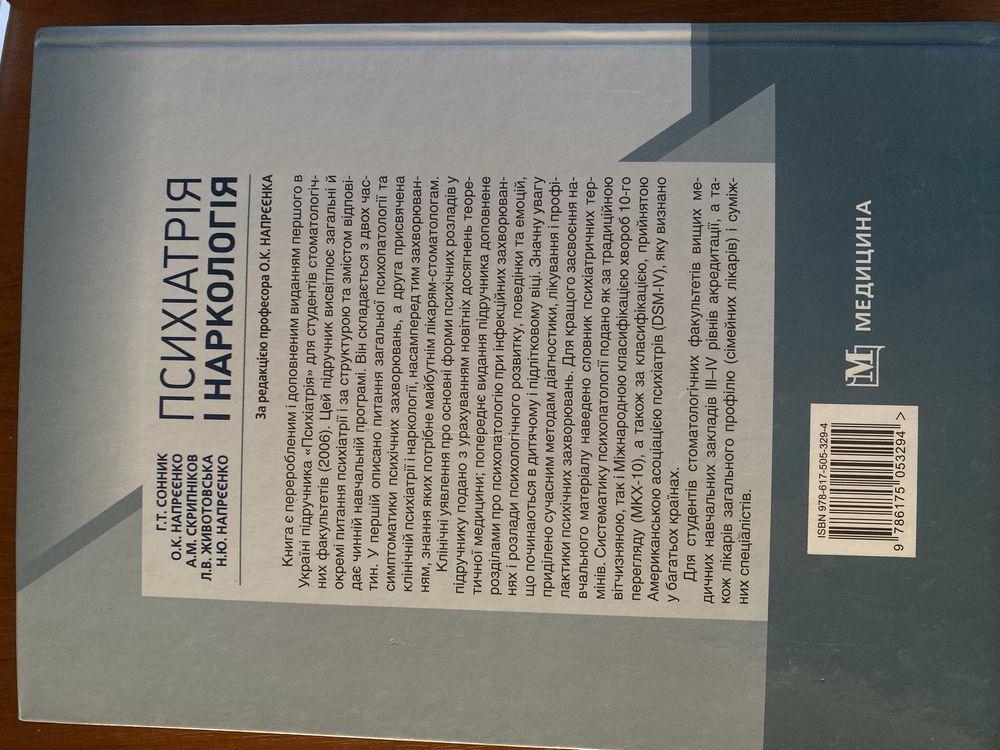 Г.Т. СОННИК
О.К. НАПРЄЄНКО
А.М. СКРИПНІКОВ
Л.В. ЖИВОТОВСЬКА
Н.Ю. НАПРЄЄНКО
ПСИХІАТРІЯ
І НАРКОЛОГІЯ
За редакцією професора О.К. НАПРЄЄНКА
Книга є переробленим і доповненим виданням першого в
Україні підручника «Психіатрія» для студентів стоматологіч-
них факультетів (2006). Цей підручник висвітлює загальні й
окремі питання психіатрії і за структурою та змістом відпові-
дає чинній навчальній програмі. Він складається з двох час-
тин. У першій описано питання загальної психопатології та
симптоматики психічних захворювань, а друга присвячена
клінічній психіатрії і наркології, насамперед тим захворюван-
ням, знання яких потрібне майбутнім лікарям-стоматологам.
Клінічні уявлення про основні форми психічних розладів у
підручнику подано з урахуванням новітніх досягнень теоре-
тичної медицини; попереднє видання підручника доповнене
розділами про психопатологію при інфекційних захворюван-
нях і розлади психологічного розвитку, поведінки та емоцій,
що починаються в дитячому і підлітковому віці. Значну увагу
приділено сучасним методам діагностики, лікування і профі-
лактики психічних захворювань. Для кращого засвоєння на-
вчального матеріалу наведено словник психіатричних тер-
мінів. Систематику психопатології подано як за традиційною
вітчизняною, так і Міжнародною класифікацією хвороб 10-го
перегляду (МКХ-10), а також за класифікацією, прийнятою
Американською асоціацією психіатрів (DSM-IV), яку визнано
у багатьох країнах.
Для студентів стоматологічних факультетів вищих ме-
дичних навчальних закладів III–IV рівнів акредитації, а та-
кож лікарів загального профілю (сімейних лікарів) і суміж-
них спеціалістів.
ISBN 978-617-505-329-4
9 786175 053294 >
М МЕДИЦИНА